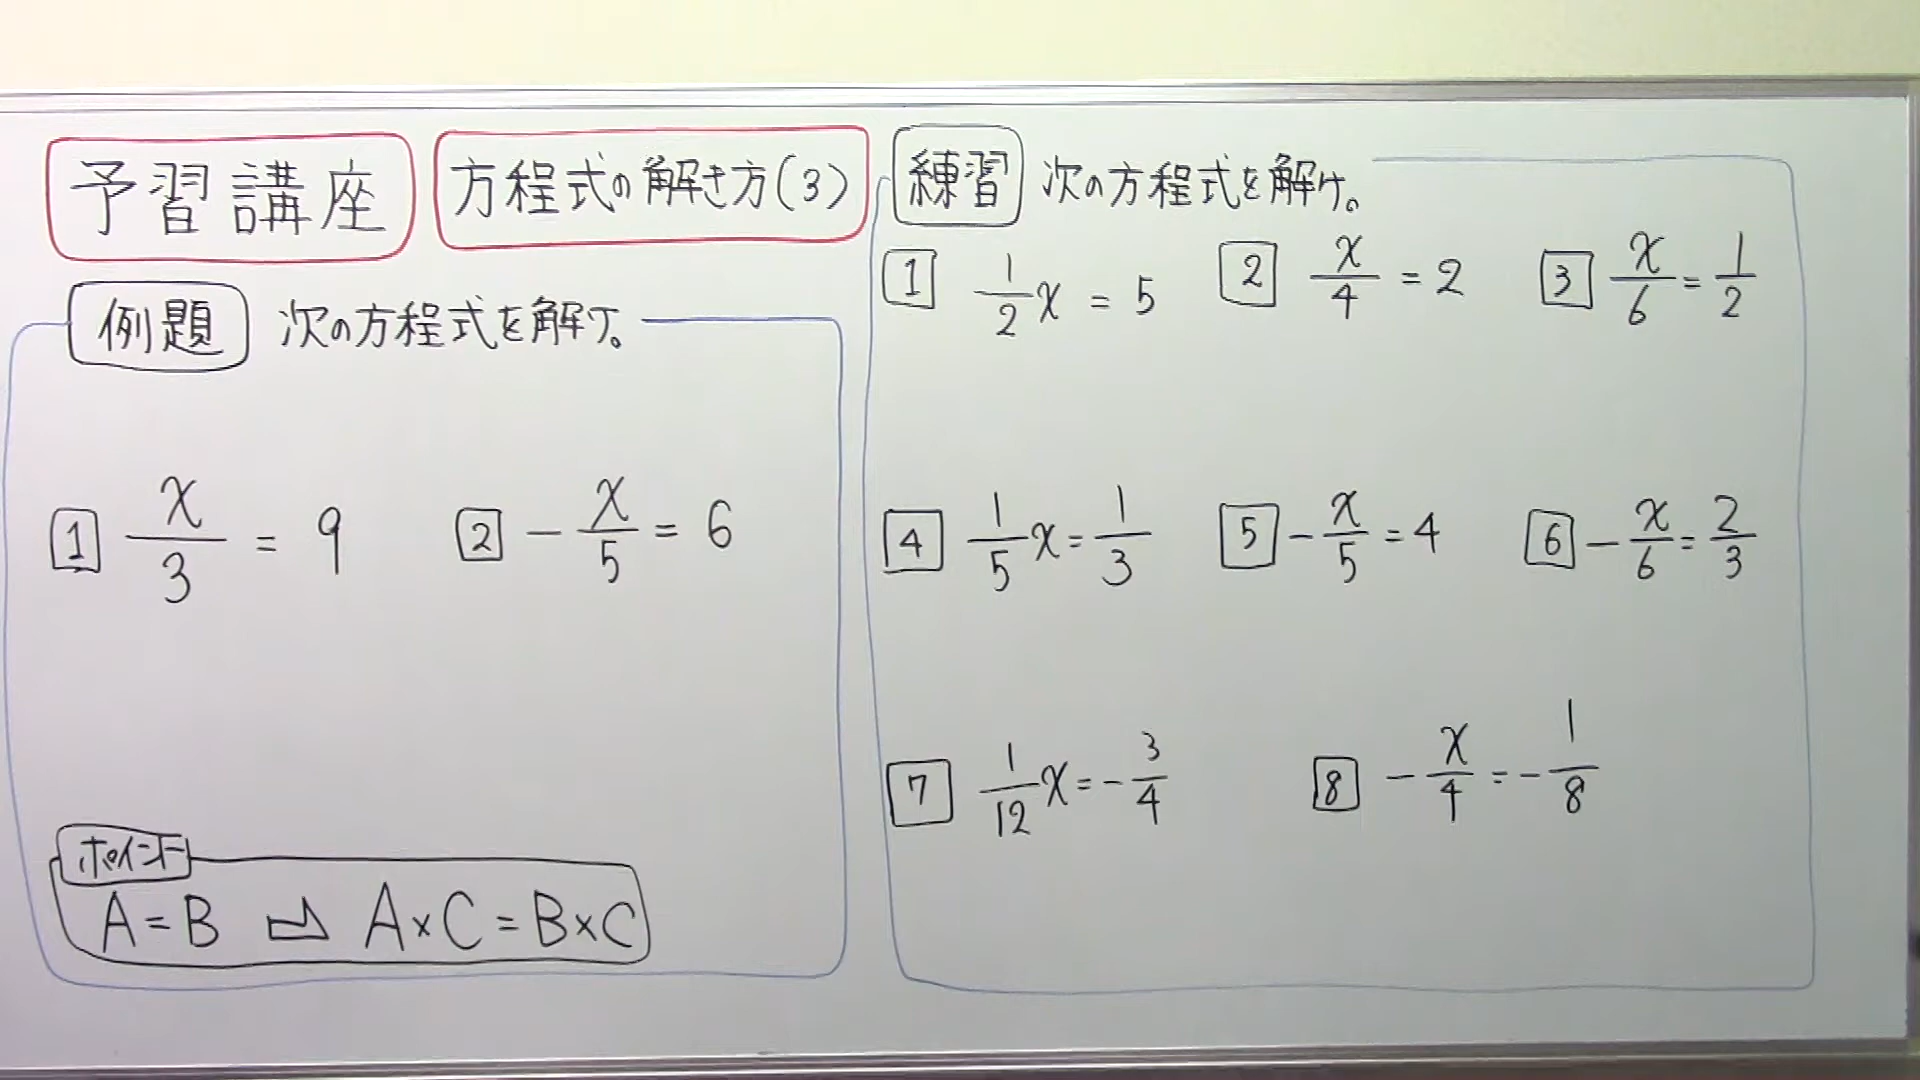 予習講座 方程式の解き方(3)
例題 次の方程式を解け。
1 x/3 = 9
2 -x/5 = 6
ポイント
A=B ⇨ A×C=B×C
練習 次の方程式を解け。
1 1/2 x = 5
2 x/4 = 2
3 x/6 = 1/2
4 1/5 x = 1/3
5 -x/5 = 4
6 -x/6 = 2/3
7 1/12 x = -3/4
8 -x/4 = -1/8